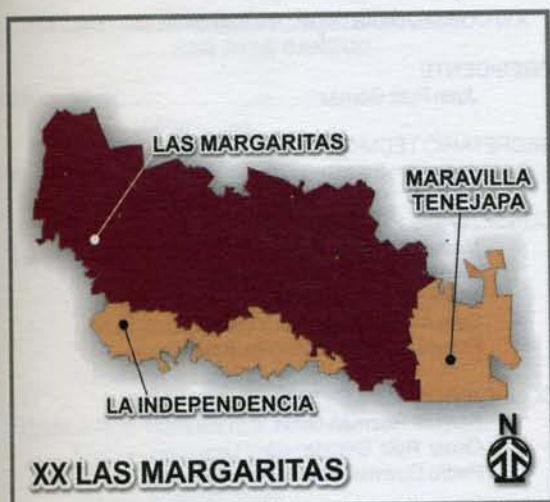 LAS MARGARITAS
MARAVILLA
TENEJAPA
LA INDEPENDENCIA
N
XX LAS MARGARITAS